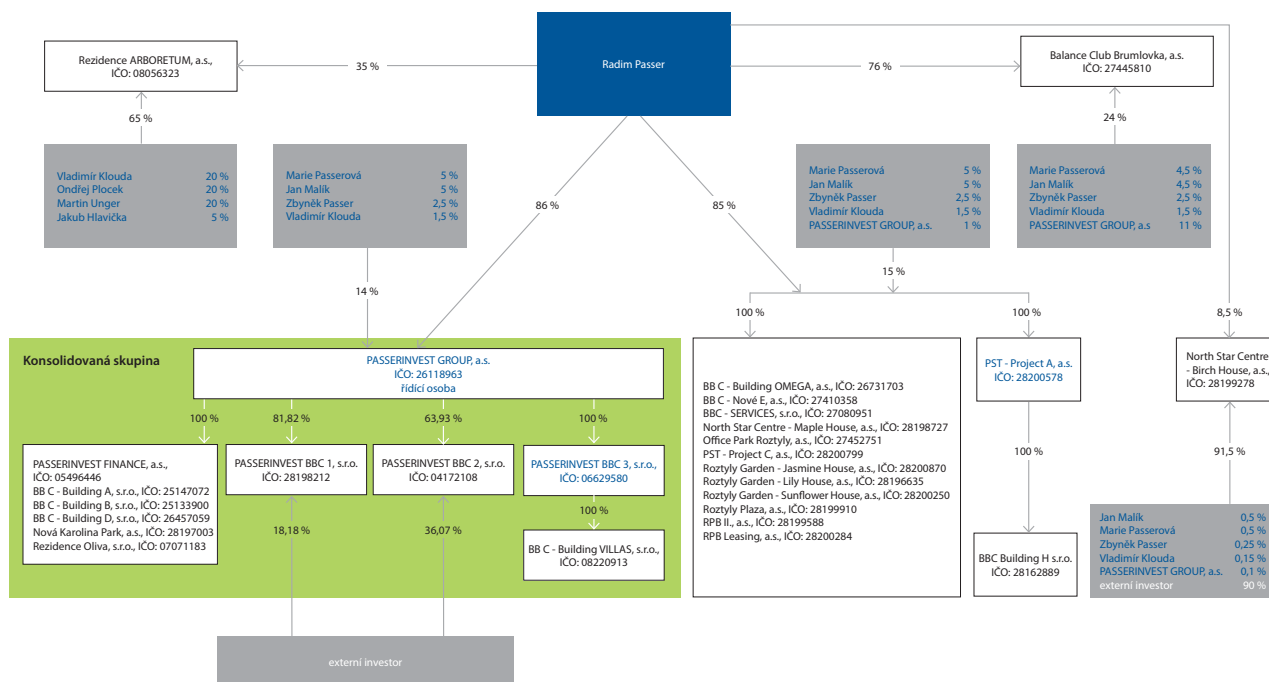 Radim Passer
Rezidence ARBORETUM, a.s.,
IČO: 08056323
35 %
76 %
Balance Club Brumlovka, a.s.
IČO: 27445810
65 %
24 %
Vladimír Klouda 20 %
Ondřej Plocek 20 %
Martin Unger 20 %
Jakub Hlavička 5 %
Marie Passerová 5 %
Jan Malík 5 %
Zbyněk Passer 2,5 %
Vladimír Klouda 1,5 %
86 %
85 %
Marie Passerová 5 %
Jan Malík 5 %
Zbyněk Passer 2,5 %
Vladimír Klouda 1,5 %
PASSERINVEST GROUP, a.s. 1 %
Marie Passerová 4,5 %
Jan Malík 4,5 %
Zbyněk Passer 2,5 %
Vladimír Klouda 1,5 %
PASSERINVEST GROUP, a.s 11 %
14 %
15 %
100 %
100 %
8,5 %
Konsolidovaná skupina
PASSERINVEST GROUP, a.s.
IČO: 26118963
řídící osoba
100 %
81,82 %
63,93 %
100 %
PASSERINVEST FINANCE, a.s.,
IČO: 05496446
BB C - Building A, s.r.o., IČO: 25147072
BB C - Building B, s.r.o., IČO: 25133900
BB C - Building D, s.r.o., IČO: 26457059
Nová Karolina Park, a.s., IČO: 28197003
Rezidence Oliva, s.r.o., IČO: 07071183
PASSERINVEST BBC 1, s.r.o.
IČO: 28198212
PASSERINVEST BBC 2, s.r.o.
IČO: 04172108
PASSERINVEST BBC 3, s.r.o.,
IČO: 06629580
18,18 %
36,07 %
100 %
BB C - Building VILLAS, s.r.o.,
IČO: 08220913
externí investor
BB C - Building OMEGA, a.s., IČO: 26731703
BB C - Nové E, a.s., IČO: 27410358
BBC - SERVICES, s.r.o., IČO: 27080951
North Star Centre - Maple House, a.s., IČO: 28198727
Office Park Roztyly, a.s., IČO: 27452751
PST - Project C, a.s., IČO: 28200799
Roztyly Garden - Jasmine House, a.s., IČO: 28200870
Roztyly Garden - Lily House, a.s., IČO: 28196635
Roztyly Garden - Sunflower House, a.s., IČO: 28200250
Roztyly Plaza, a.s., IČO: 28199910
RPB II., a.s., IČO: 28199588
RPB Leasing, a.s., IČO: 28200284
PST - Project A, a.s.
IČO: 28200578
100 %
BBC Building H s.r.o.
IČO: 28162889
North Star Centre
- Birch House, a.s.,
IČO: 28199278
91,5 %
Jan Malík 0,5 %
Marie Passerová 0,5 %
Zbyněk Passer 0,25 %
Vladimír Klouda 0,15 %
PASSERINVEST GROUP, a.s. 0,1 %
externí investor 90 %